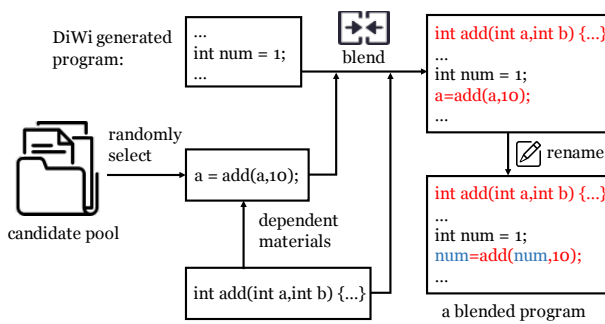 DiWi generated
program:
...
int num = 1;
...
blend
int add(int a,int b) {...}
...
int num = 1;
a=add(a,10);
...
randomly
select
a = add(a,10);
rename
candidate pool
dependent
materials
int add(int a,int b) {...}
int add(int a,int b) {...}
...
int num = 1;
num=add(num,10);
...
a blended program